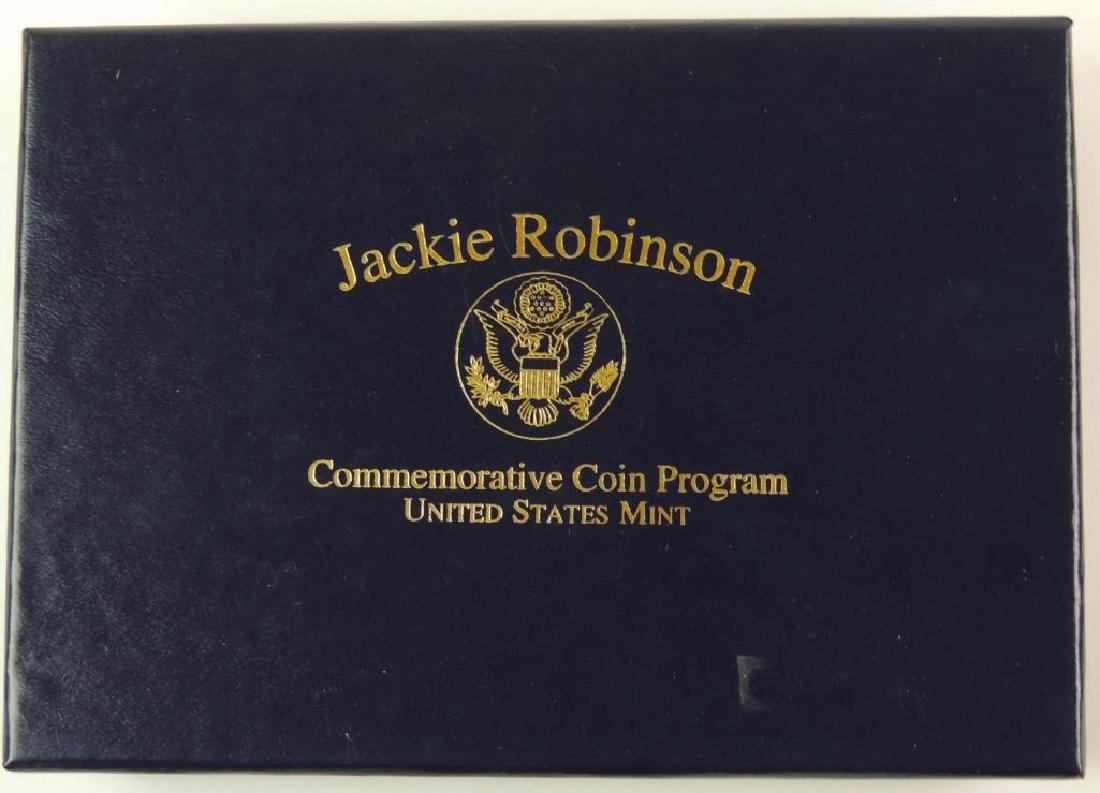 Jackie Robinson
Commemorative Coin Program
UNITED STATES MINT